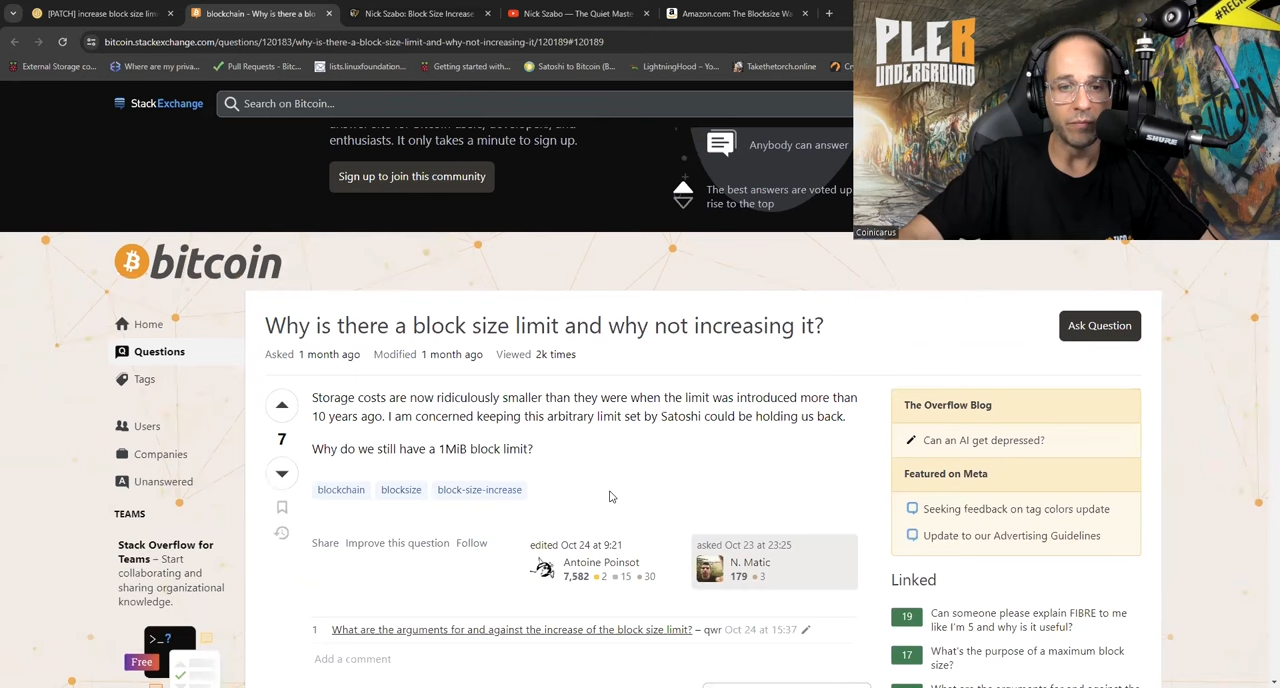 [PATCH] increase block size lim
blockchain - Why is there a blo
Nick Szabo: Block Size Increase
Nick Szabo — The Quiet Maste
Amazon.com: The Blocksize Wa
bitcoin.stackexchange.com/questions/120183/why-is-there-a-block-size-limit-and-why-not-increasing-it/120189#120189
External Storage co...
Where are my priva...
Pull Requests - Bitc...
lists.linuxfoundation...
Getting started with...
Satoshi to Bitcoin (B...
LightningHood – Yo...
Takethetorch.online
PLEB
UNDERGROUND
SHURE
Coinicarus
StackExchange
Search on Bitcoin...
enthusiasts. It only takes a minute to sign up.
Sign up to join this community
Anybody can answer
The best answers are voted up
rise to the top
bitcoin
Home
Questions
Tags
Users
Companies
Unanswered
TEAMS
Stack Overflow for
Teams – Start
collaborating and
sharing organizational
knowledge.
>_?
Free
Why is there a block size limit and why not increasing it?
Ask Question
Asked 1 month ago Modified 1 month ago Viewed 2k times
7
Storage costs are now ridiculously smaller than they were when the limit was introduced more than
10 years ago. I am concerned keeping this arbitrary limit set by Satoshi could be holding us back.
Why do we still have a 1MiB block limit?
blockchain blocksize block-size-increase
Share Improve this question Follow
edited Oct 24 at 9:21
Antoine Poinsot
7,582 2 15 30
asked Oct 23 at 23:25
N. Matic
179 3
1 What are the arguments for and against the increase of the block size limit? – qwr Oct 24 at 15:37
Add a comment
The Overflow Blog
Can an AI get depressed?
Featured on Meta
Seeking feedback on tag colors update
Update to our Advertising Guidelines
Linked
19 Can someone please explain FIBRE to me
like I'm 5 and why is it useful?
17 What's the purpose of a maximum block
size?